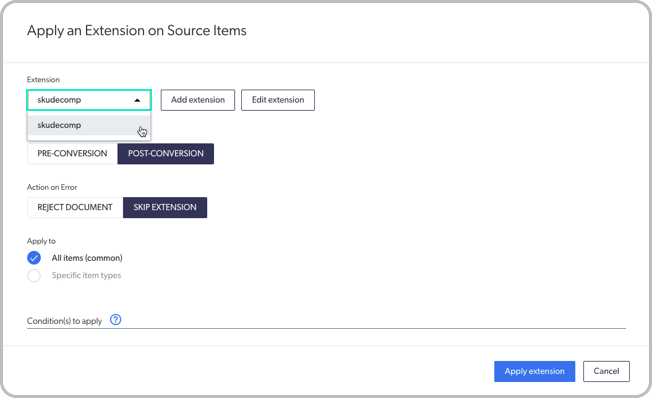 Apply an Extension on Source Items
Extension
skudecomp
Add extension
Edit extension
skudecomp
PRE-CONVERSION
POST-CONVERSION
Action on Error
REJECT DOCUMENT
SKIP EXTENSION
Apply to
All items (common)
Specific item types
Condition(s) to apply ?
Apply extension
Cancel